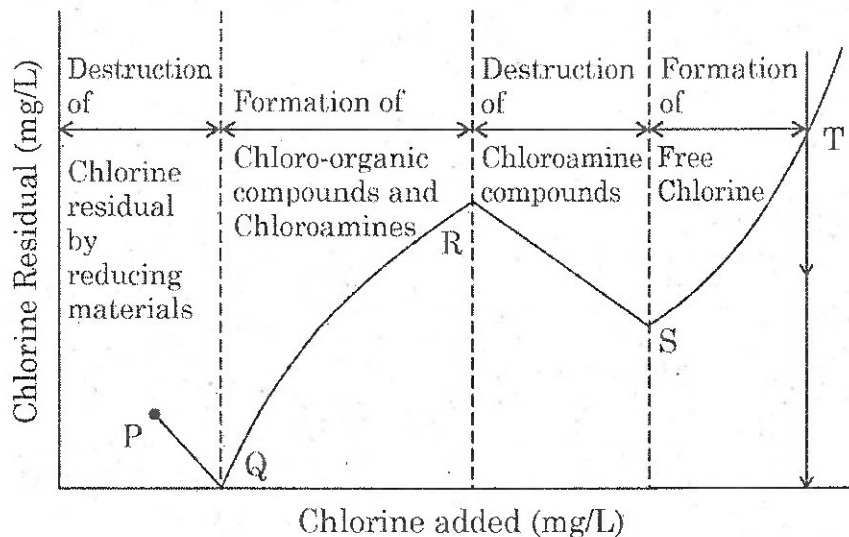 Destruction of
Formation of
Destruction of
Formation of
Chlorine
residual
by
reducing
materials
Chloro-organic
compounds and
Chloroamines
Chloroamine
compounds
Free
Chlorine
P
Q
R
S
T
Chlorine Residual (mg/L)
Chlorine added (mg/L)